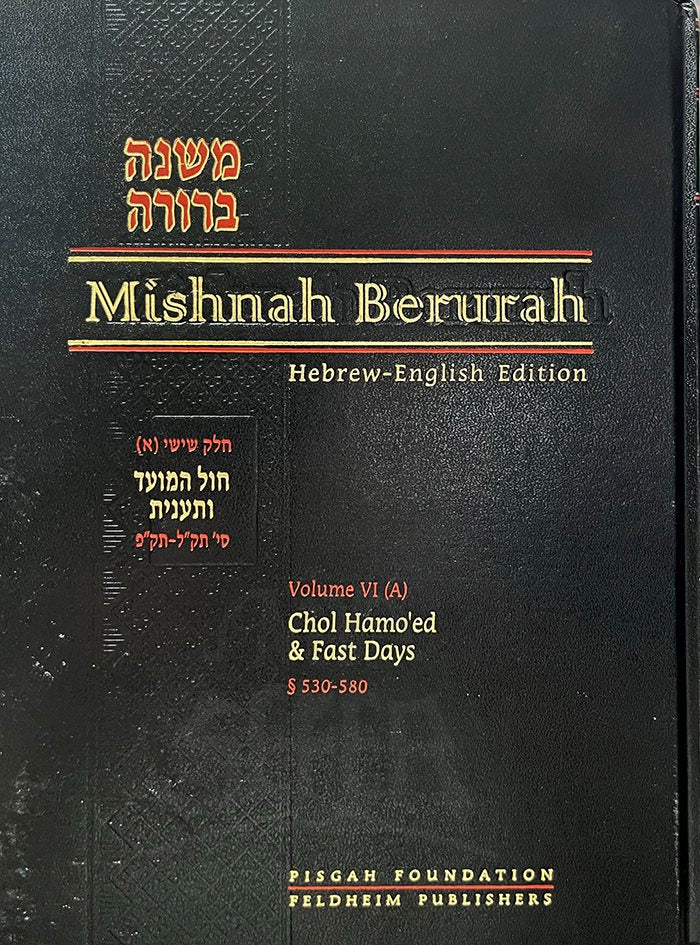 משנה
ברורה
Mishnah Berurah
Hebrew-English Edition
חלק שישי (א)
חול המועד
ותענית
סי' תק"ל-תק"פ
Volume VI (A)
Chol Hamo'ed
& Fast Days
§ 530-580
PISGAH FOUNDATION
FELDHEIM PUBLISHERS